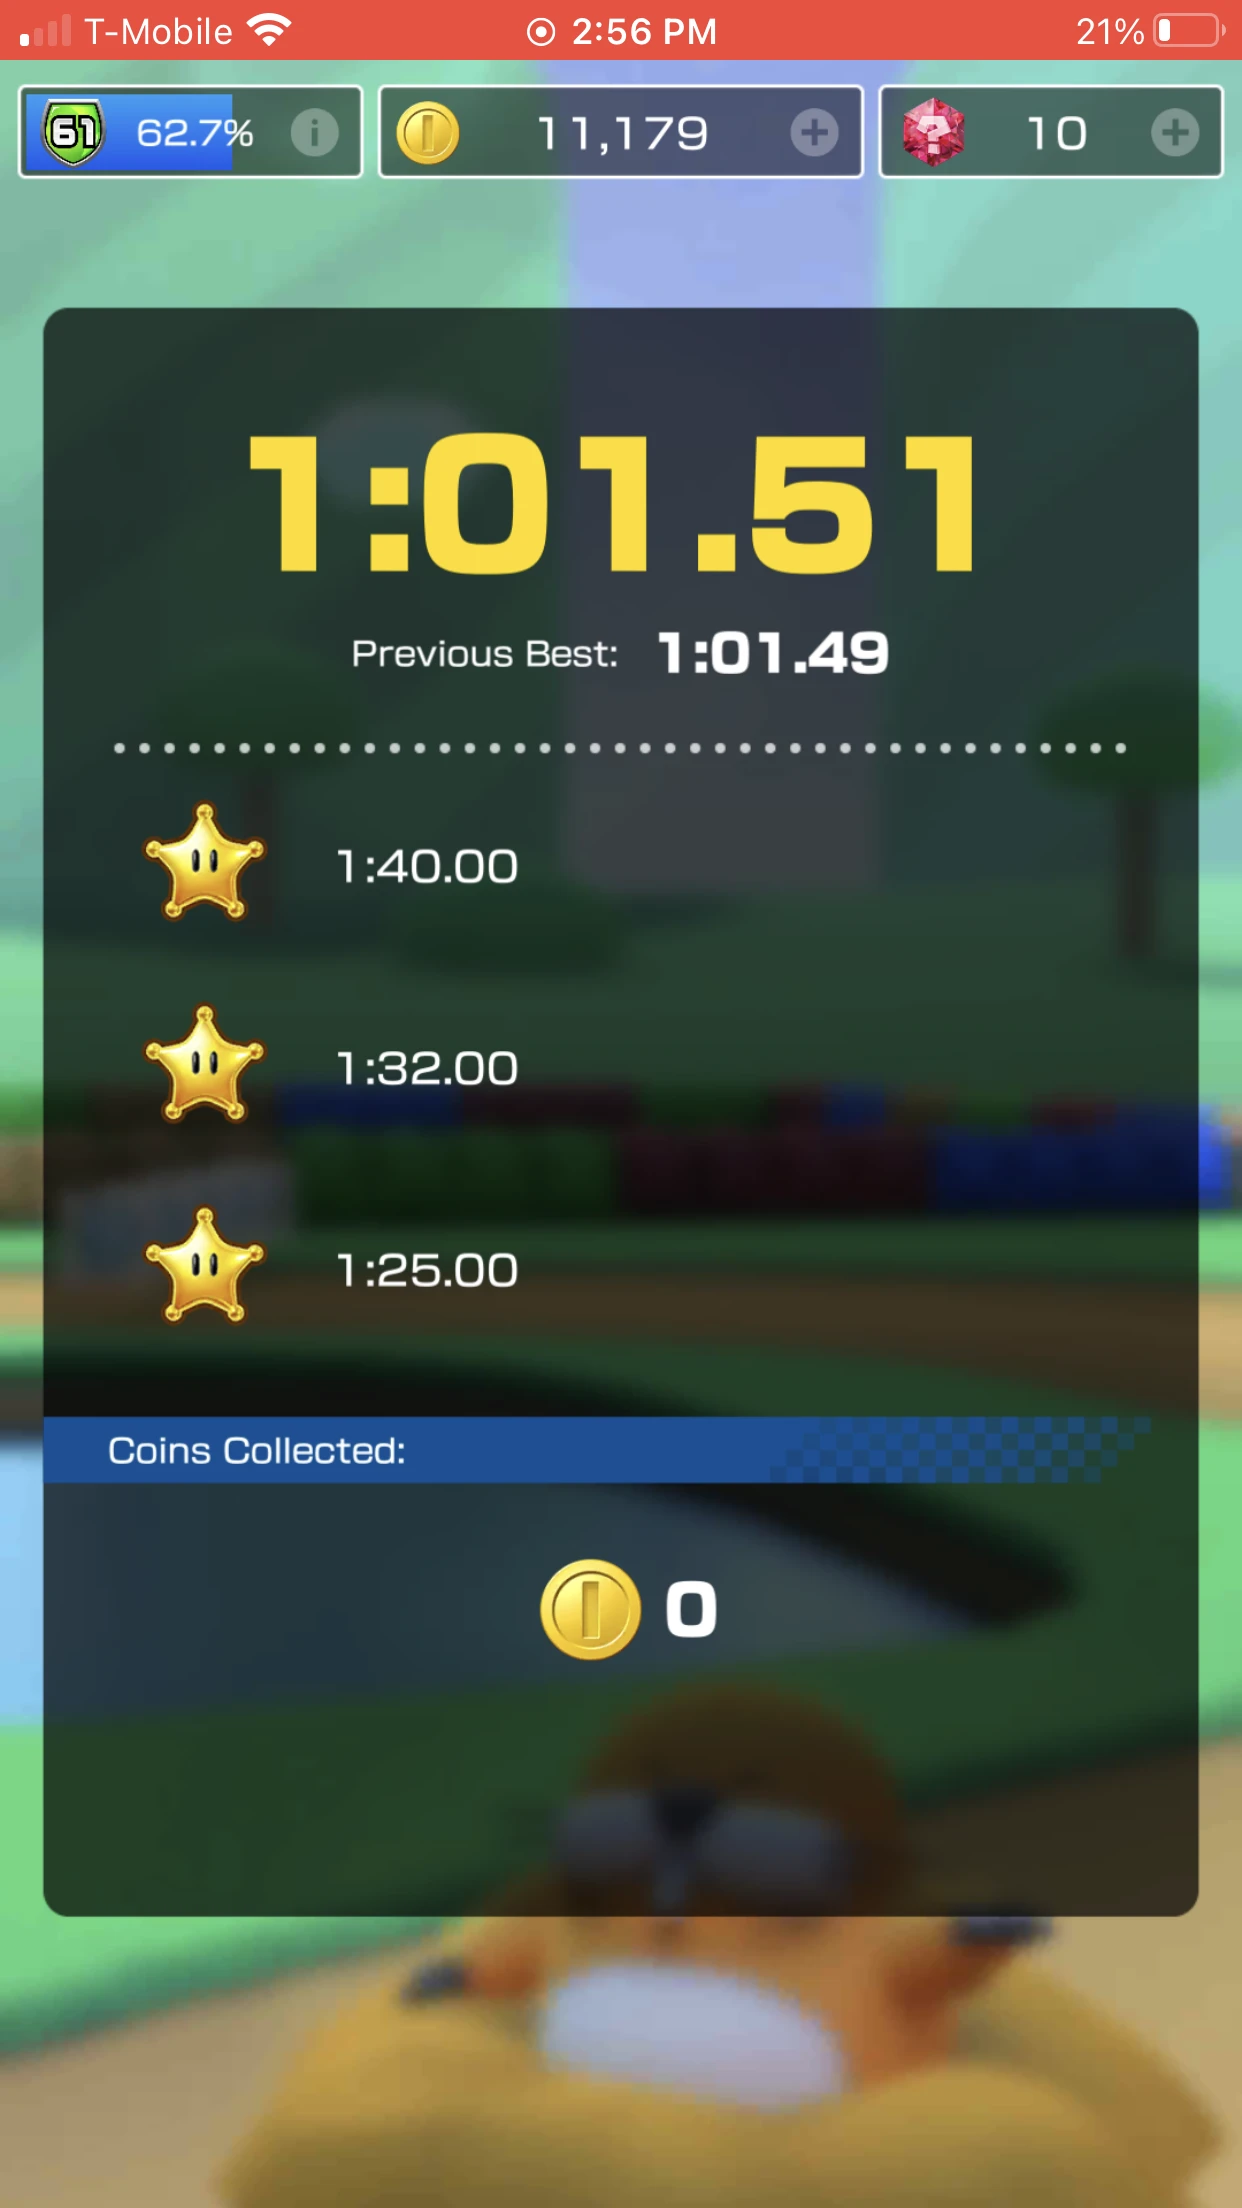 T-Mobile 2:56 PM 21%
61 62.7% i 11,179 + ? 10 +
1:01.51
Previous Best: 1:01.49
1:40.00
1:32.00
1:25.00
Coins Collected:
0